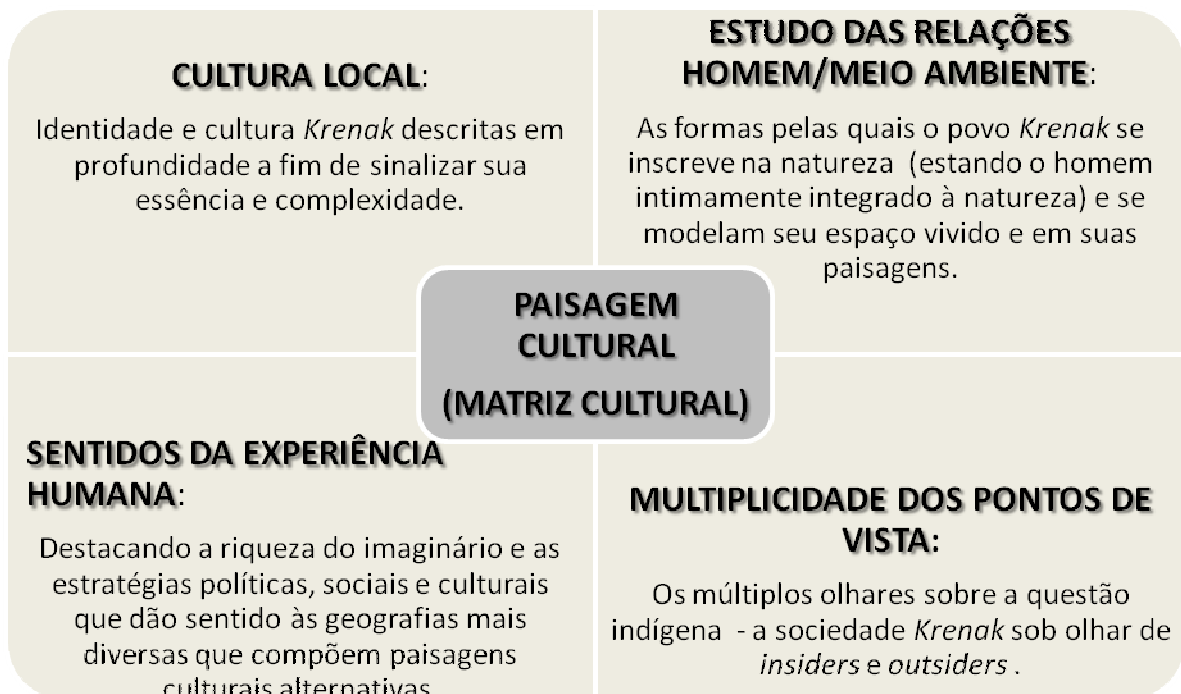 CULTURA LOCAL:
Identidade e cultura Krenak descritas em
profundidade a fim de sinalizar sua
essência e complexidade.
ESTUDO DAS RELAÇÕES
HOMEM/MEIO AMBIENTE:
As formas pelas quais o povo Krenak se
inscreve na natureza (estando o homem
intimamente integrado à natureza) e se
modelam seu espaço vivido e em suas
paisagens.
PAISAGEM
CULTURAL
(MATRIZ CULTURAL)
SENTIDOS DA EXPERIÊNCIA
HUMANA:
Destacando a riqueza do imaginário e as
estratégias políticas, sociais e culturais
que dão sentido às geografias mais
diversas que compõem paisagens
culturais alternativas
MULTIPLICIDADE DOS PONTOS DE
VISTA:
Os múltiplos olhares sobre a questão
indígena - a sociedade Krenak sob olhar de
insiders e outsiders .